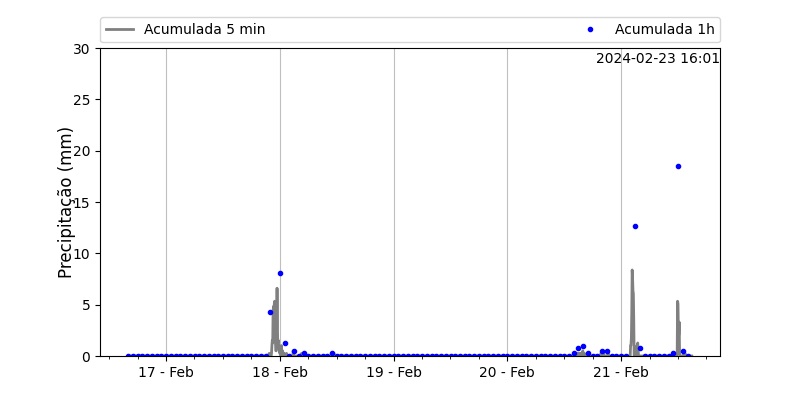 Acumulada 5 min Acumulada 1h
2024-02-23 16:01
Precipitação (mm)
30
25
20
15
10
5
0
17 - Feb 18 - Feb 19 - Feb 20 - Feb 21 - Feb